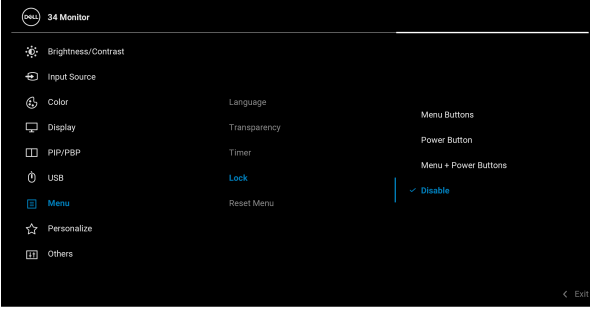 DELL 34 Monitor
Brightness/Contrast
Input Source
Color
Display
PIP/PBP
USB
Menu
Personalize
Others
Language
Transparency
Timer
Lock
Reset Menu
Menu Buttons
Power Button
Menu + Power Buttons
Disable
Exit